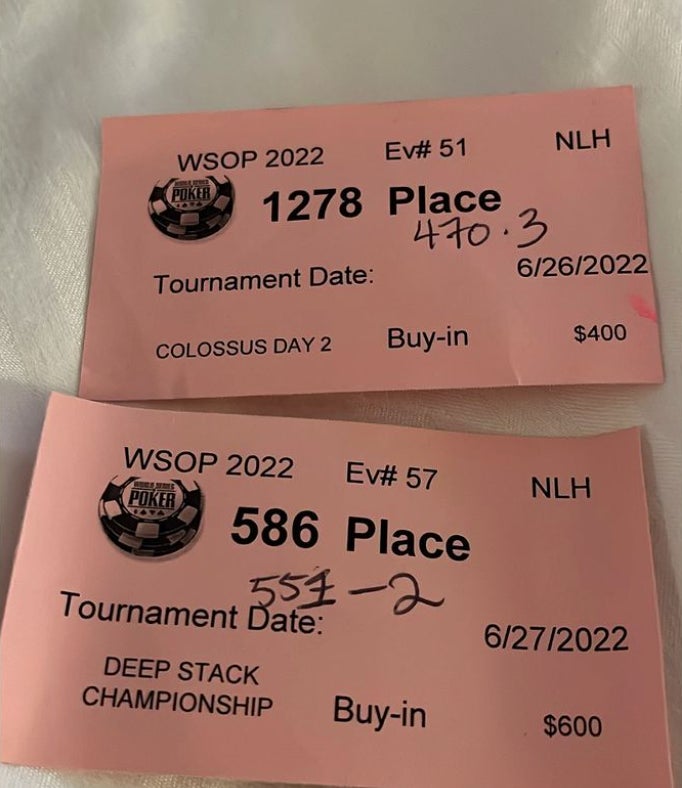 WSOP 2022 Ev# 51 NLH
WORLD SERIES
POKER
1278 Place
470.3
Tournament Date: 6/26/2022
COLOSSUS DAY 2 Buy-in $400
WSOP 2022 Ev# 57 NLH
WORLD SERIES
POKER
586 Place
551-2
Tournament Date: 6/27/2022
DEEP STACK
CHAMPIONSHIP Buy-in $600